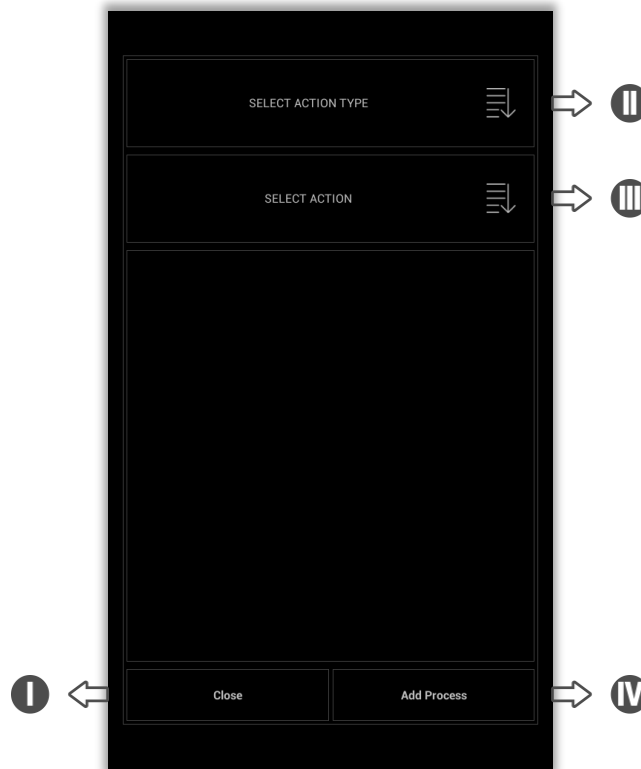 SELECT ACTION TYPE
II
SELECT ACTION
III
I
Close
Add Process
IV